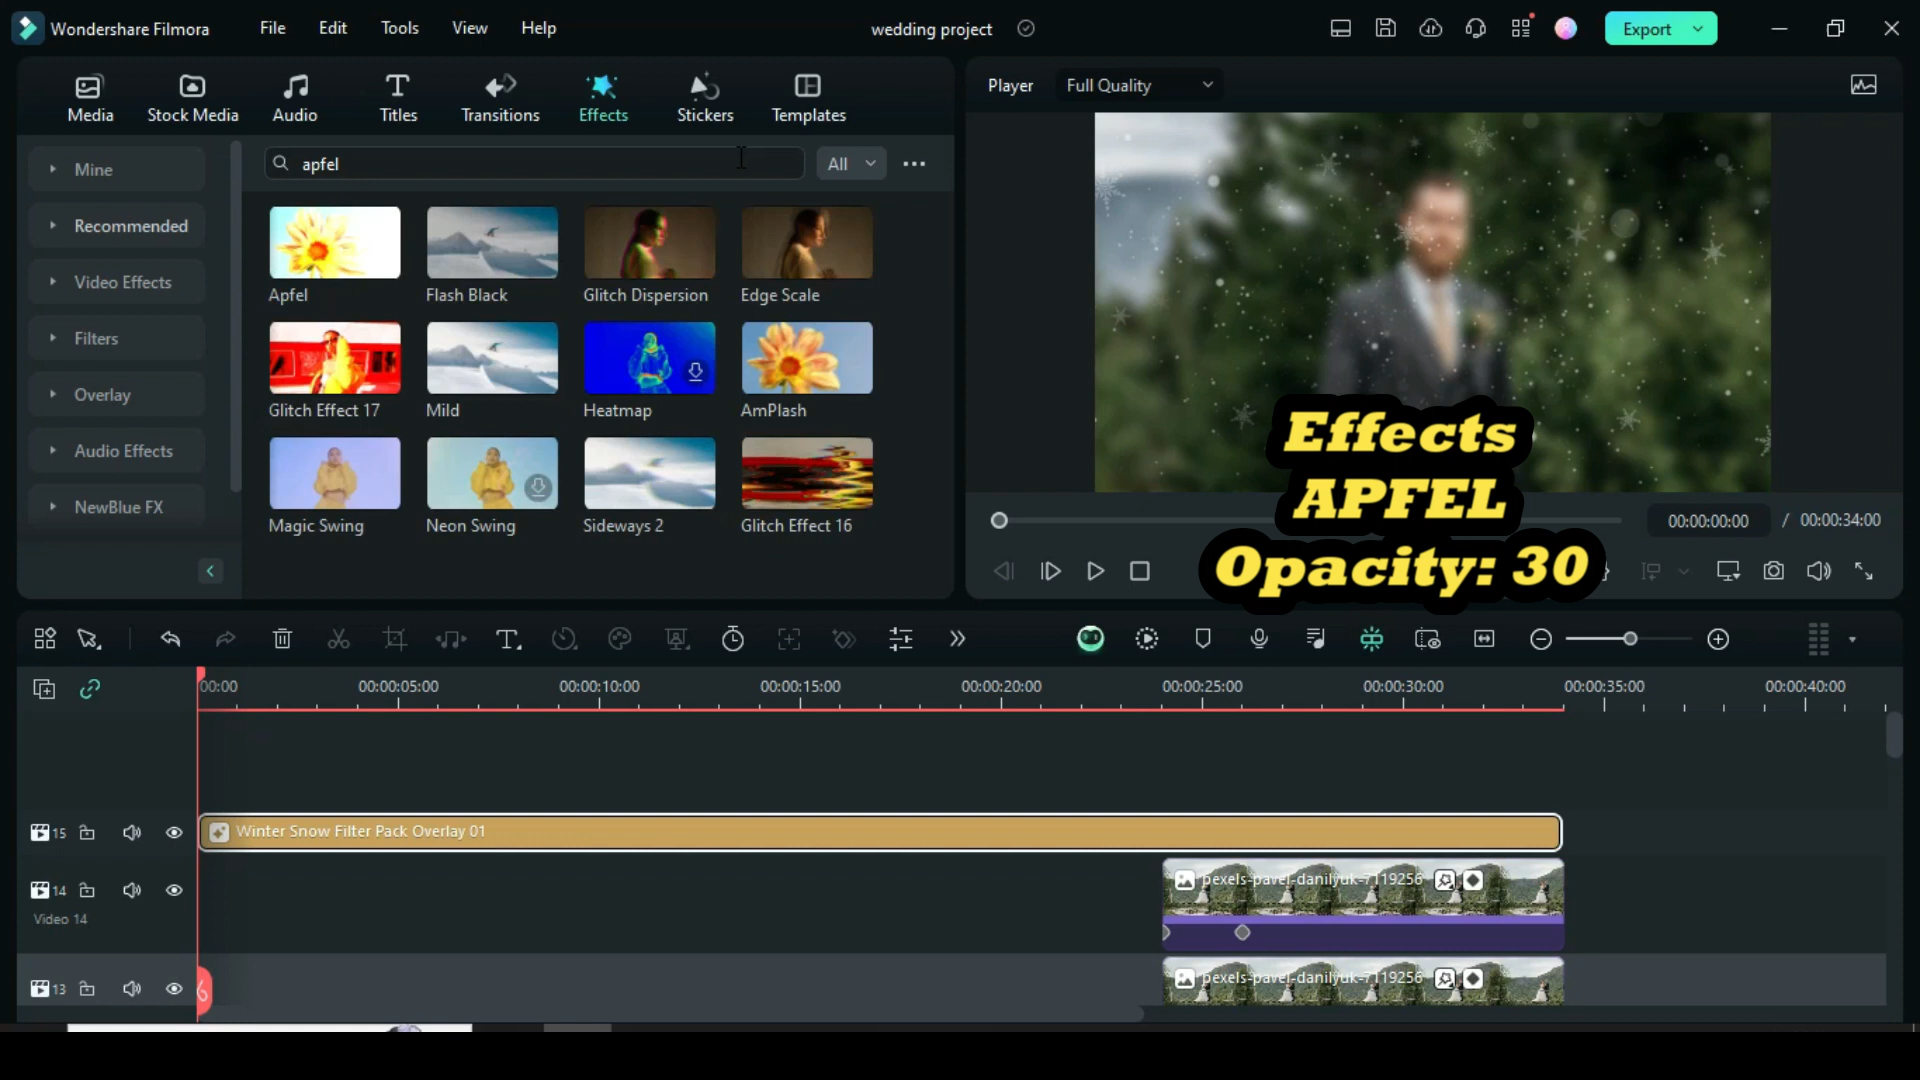 Wondershare Filmora
File
Edit
Tools
View
Help
wedding project
Export
Media
Stock Media
Audio
Titles
Transitions
Effects
Stickers
Templates
Player
Full Quality
Mine
Recommended
Video Effects
Filters
Overlay
Audio Effects
NewBlue FX
apfel
All
Apfel
Flash Black
Glitch Dispersion
Edge Scale
Glitch Effect 17
Mild
Heatmap
AmPlash
Magic Swing
Neon Swing
Sideways 2
Glitch Effect 16
Effects
APFEL
Opacity: 30
00:00:00:00 / 00:00:34:00
00:00
00:00:05:00
00:00:10:00
00:00:15:00
00:00:20:00
00:00:25:00
00:00:30:00
00:00:35:00
00:00:40:00
15
Winter Snow Filter Pack Overlay 01
14
Video 14
pexels-pavel-danilyuk-7119256
13
pexels-pavel-danilyuk-7119256